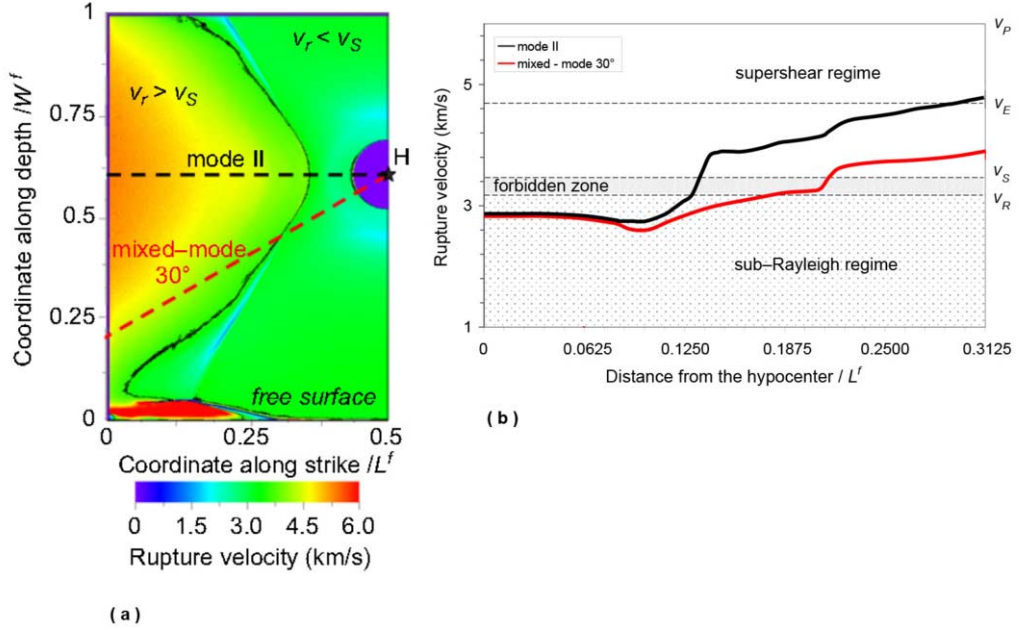 ( a )
1
0.75
0.5
0.25
0
Coordinate along depth /W^f
v_r < v_S
v_r > v_S
mode II
H
mixed–mode
30°
free surface
0
0.25
0.5
Coordinate along strike /L^f
0
1.5
3.0
4.5
6.0
Rupture velocity (km/s)
( a )
(b)
mode II
mixed - mode 30°
supershear regime
forbidden zone
sub–Rayleigh regime
v_P
v_E
v_S
v_R
5
3
1
Rupture velocity (km/s)
0
0.0625
0.1250
0.1875
0.2500
0.3125
Distance from the hypocenter / L^f
( b )